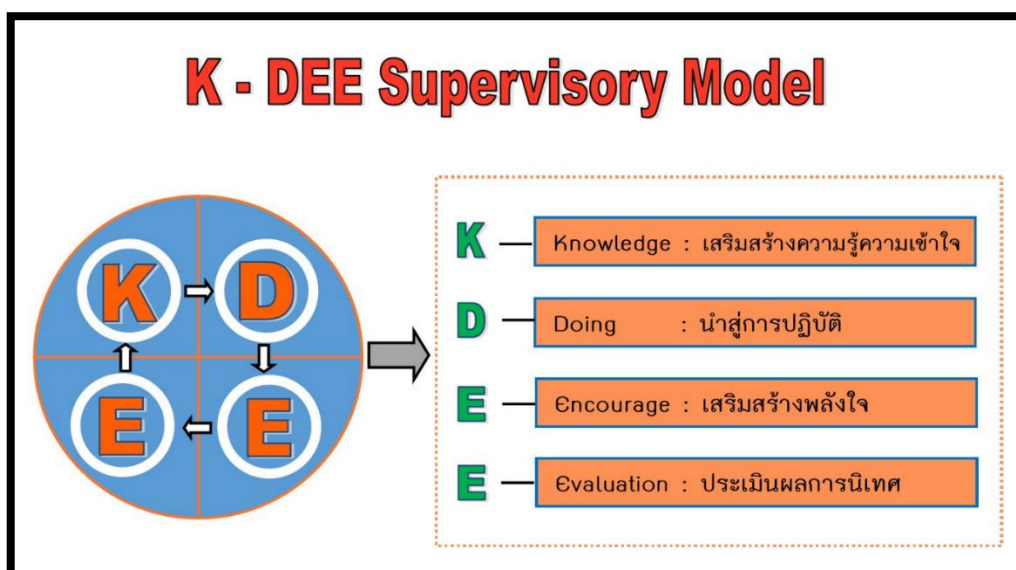 K - DEE Supervisory Model
K D
E E
K Knowledge : เสริมสร้างความรู้ความเข้าใจ
D Doing : นำสู่การปฏิบัติ
E Encourage : เสริมสร้างพลังใจ
E Evaluation : ประเมินผลการนิเทศ